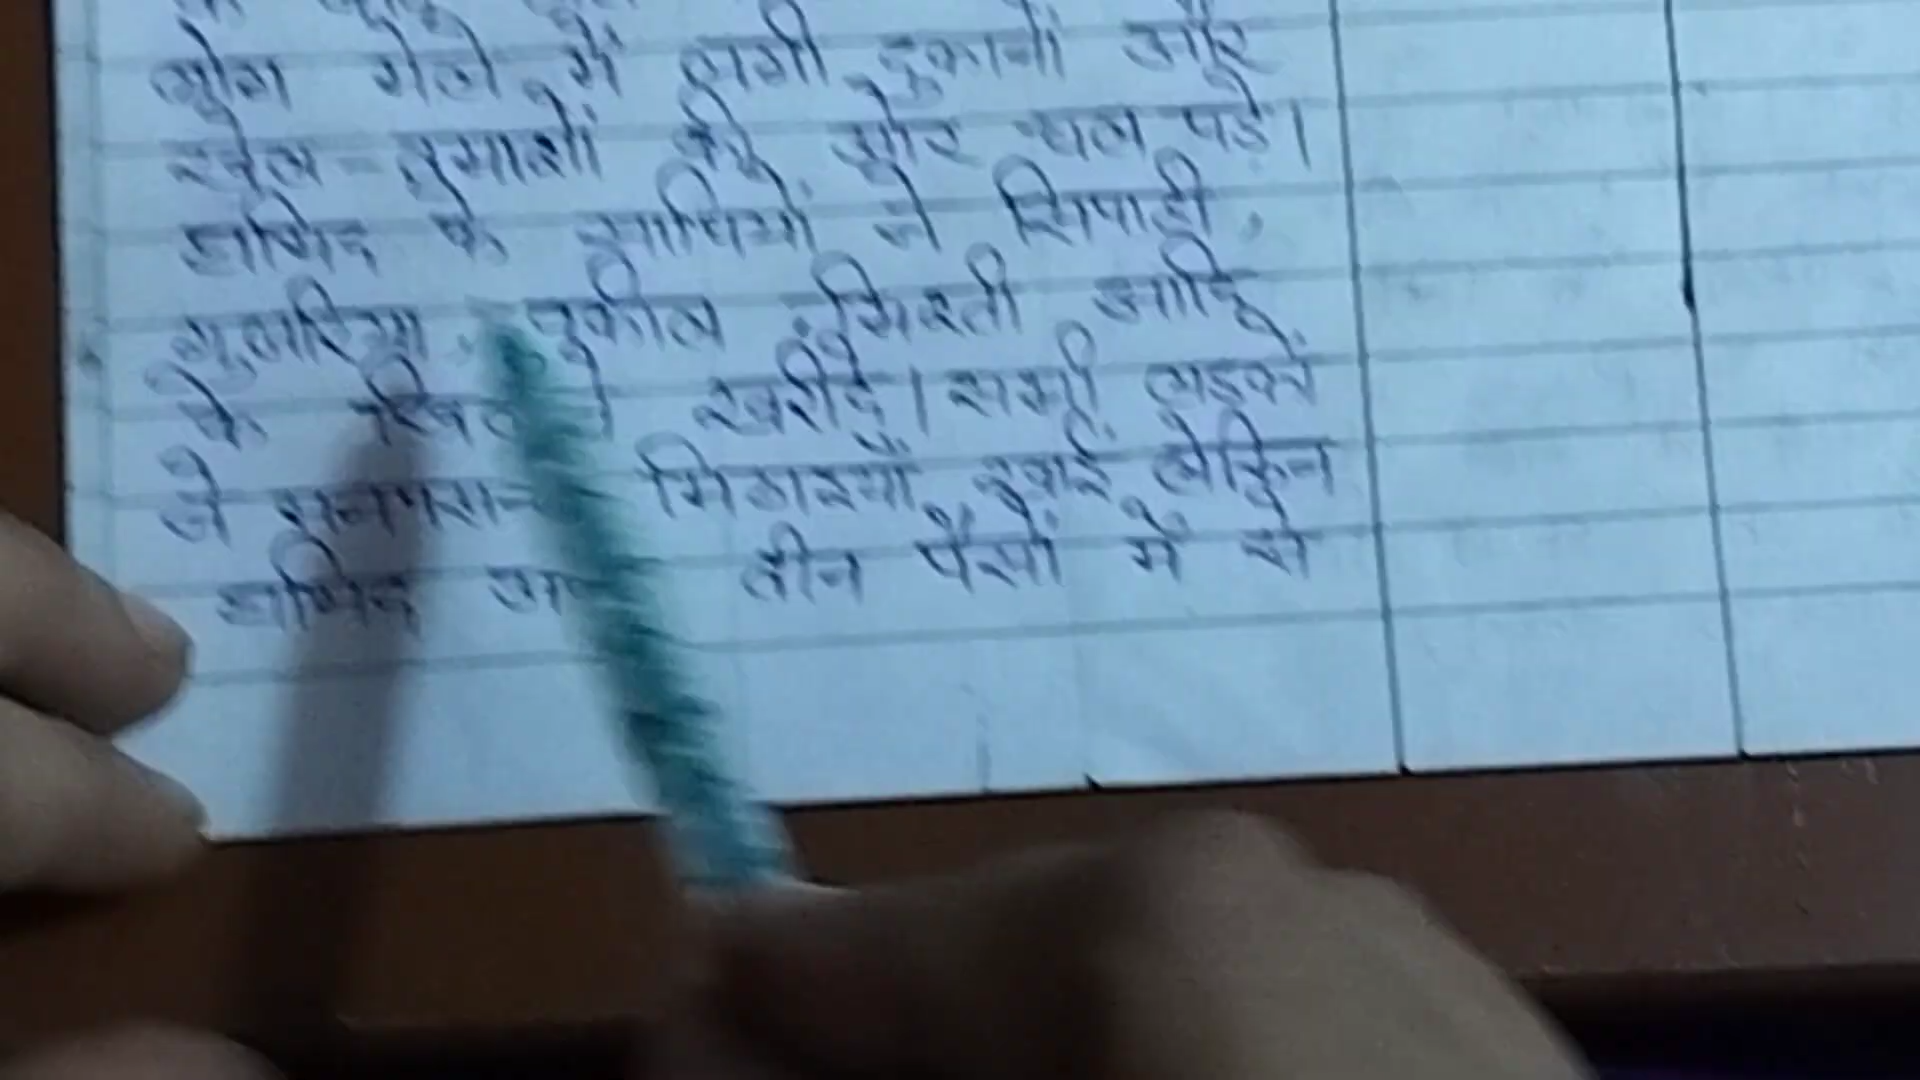 लोग मेले में लगी दुकानों और
खेल-तमाशों की ओर चल पड़े।
हामिद के साथियों ने सिपाही,
गुजरिया, वकील, भिश्ती आदि
के खरीदे। सभी लड़कों
ने मिठाइयाँ खाई लेकिन
हामिद तीन पैसों में से